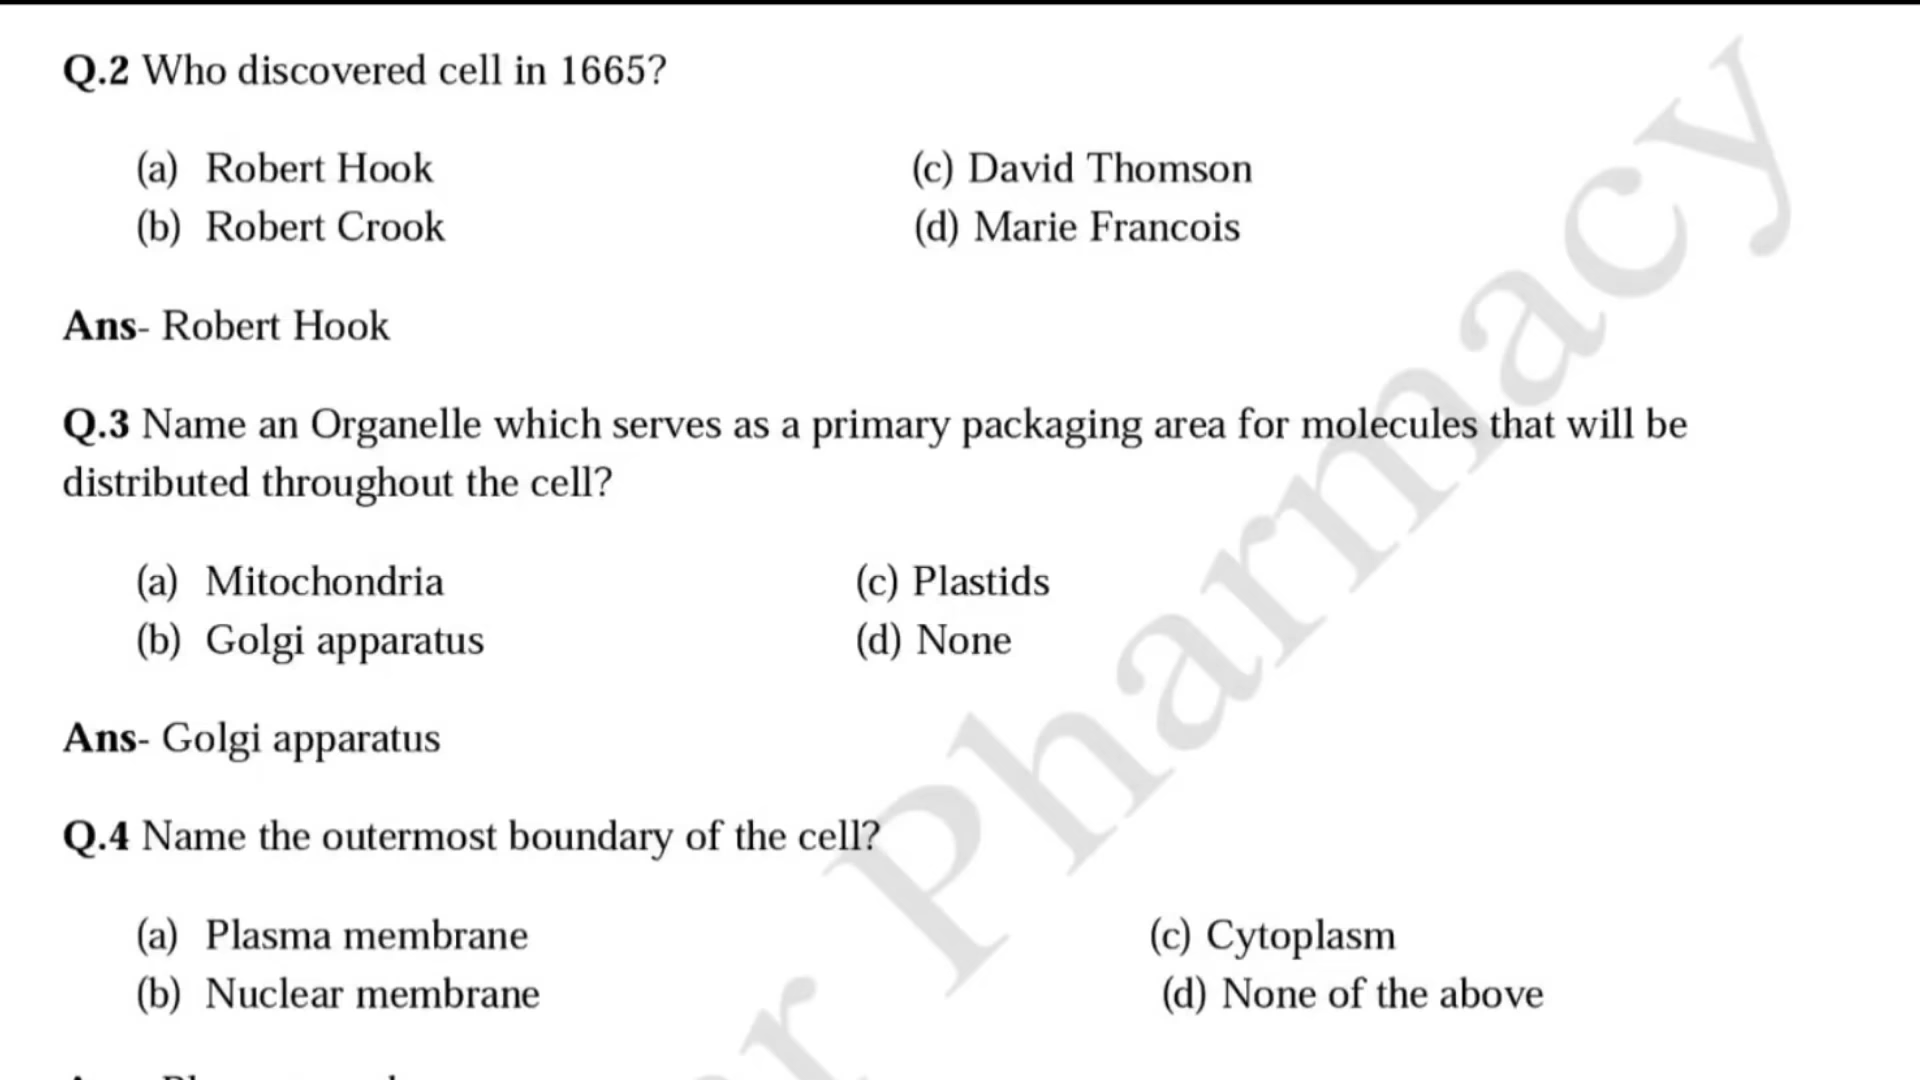 Q.2 Who discovered cell in 1665?
(a) Robert Hook
(c) David Thomson
(b) Robert Crook
(d) Marie Francois
Ans- Robert Hook
Q.3 Name an Organelle which serves as a primary packaging area for molecules that will be
distributed throughout the cell?
(a) Mitochondria
(c) Plastids
(b) Golgi apparatus
(d) None
Ans- Golgi apparatus
Q.4 Name the outermost boundary of the cell?
(a) Plasma membrane
(c) Cytoplasm
(b) Nuclear membrane
(d) None of the above
Pharmacy